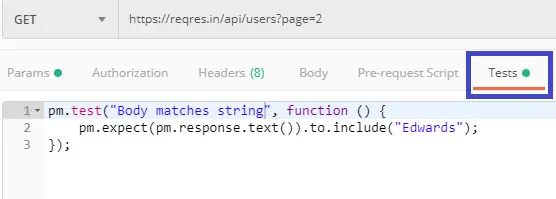 GET https://reqres.in/api/users?page=2
Params Authorization Headers (8) Body Pre-request Script Tests
1 pm.test("Body matches string", function () {
2 pm.expect(pm.response.text()).to.include("Edwards");
3 });